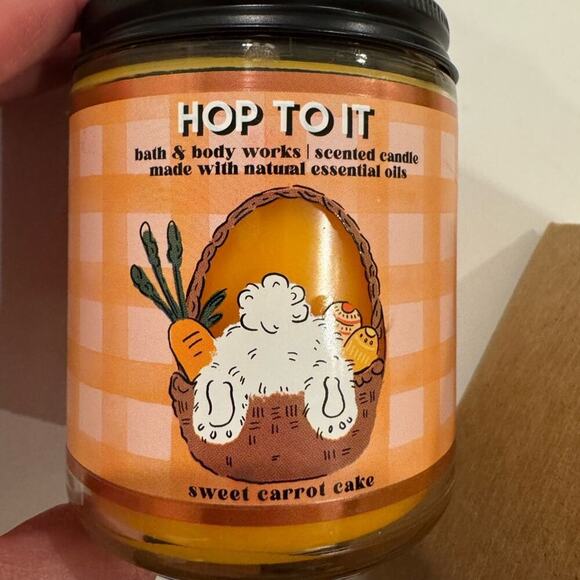 HOP TO IT
bath & body works | scented candle
made with natural essential oils
sweet carrot cake